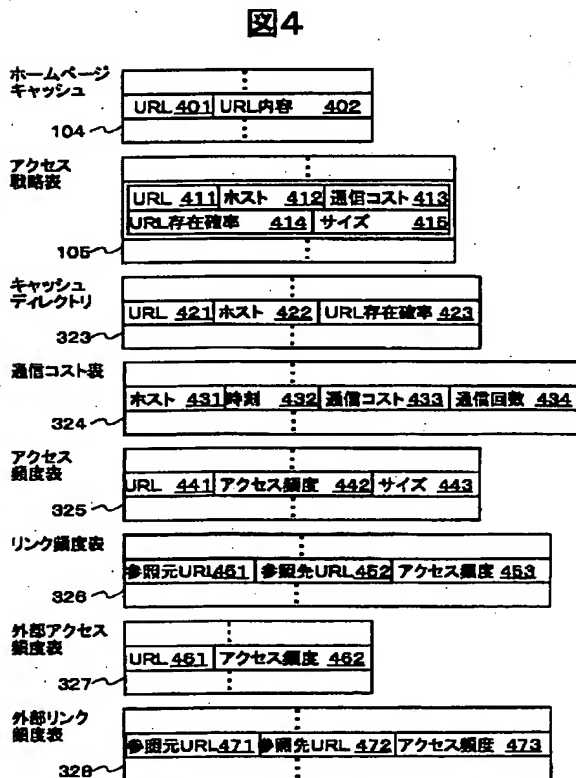 図4
ホームページ
キャッシュ
URL 401 URL内容 402
104
アクセス
戦略表
URL 411 ホスト 412 通信コスト 413
URL存在確率 414 サイズ 415
105
キャッシュ
ディレクトリ
URL 421 ホスト 422 URL存在確率 423
323
通信コスト表
ホスト 431 時刻 432 通信コスト 433 通信回数 434
324
アクセス
頻度表
URL 441 アクセス頻度 442 サイズ 443
325
リンク頻度表
参照元URL 451 参照先URL 452 アクセス頻度 453
326
外部アクセス
頻度表
URL 461 アクセス頻度 462
327
外部リンク
頻度表
参照元URL 471 参照先URL 472 アクセス頻度 473
328